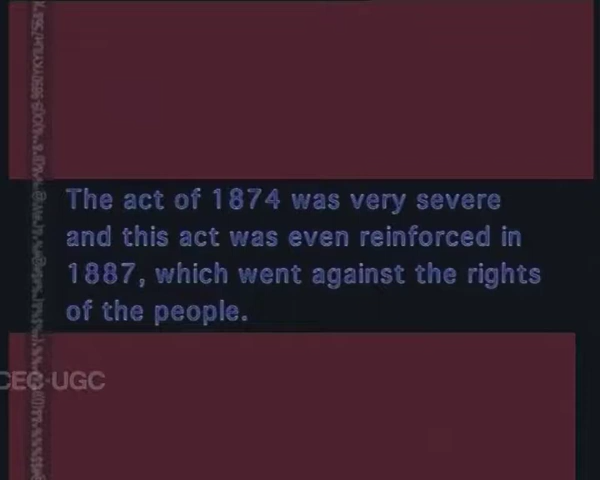 The act of 1874 was very severe
and this act was even reinforced in
1887, which went against the rights
of the people.
CEC-UGC